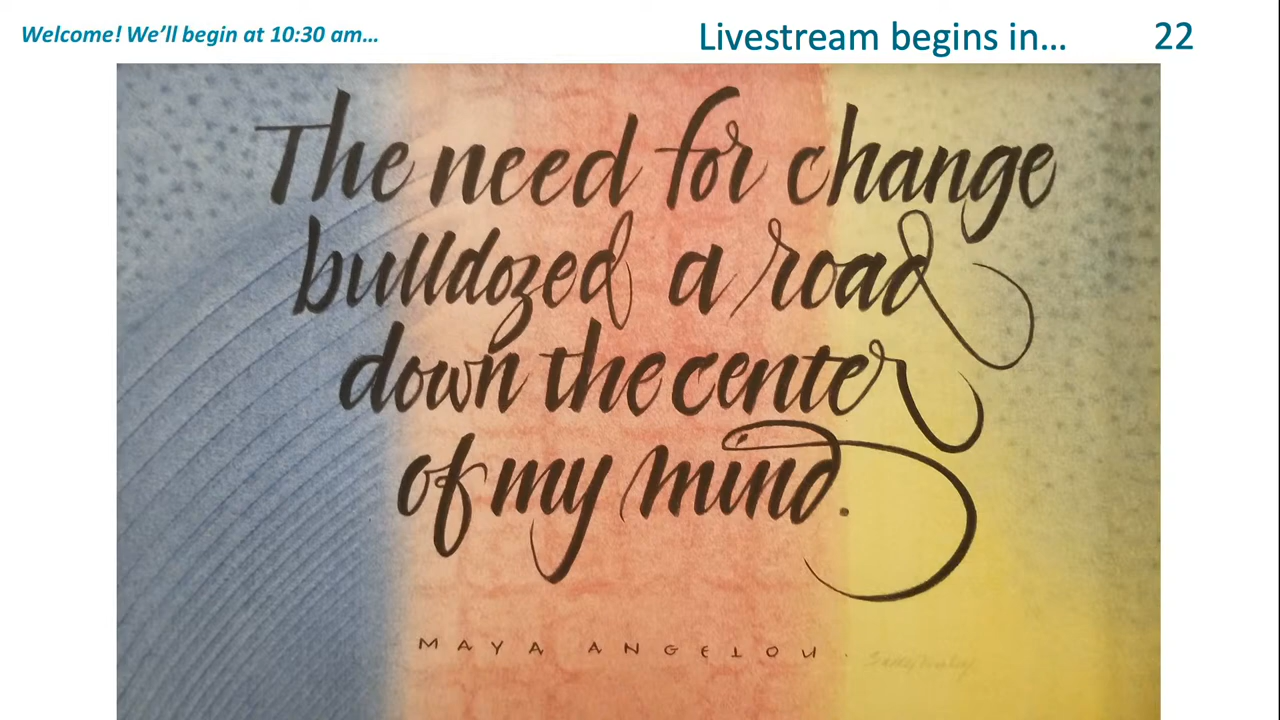 Welcome! We'll begin at 10:30 am...
Livestream begins in... 22
The need for change
bulldozed a road
down the center
of my mind.
MAYA ANGELOU.